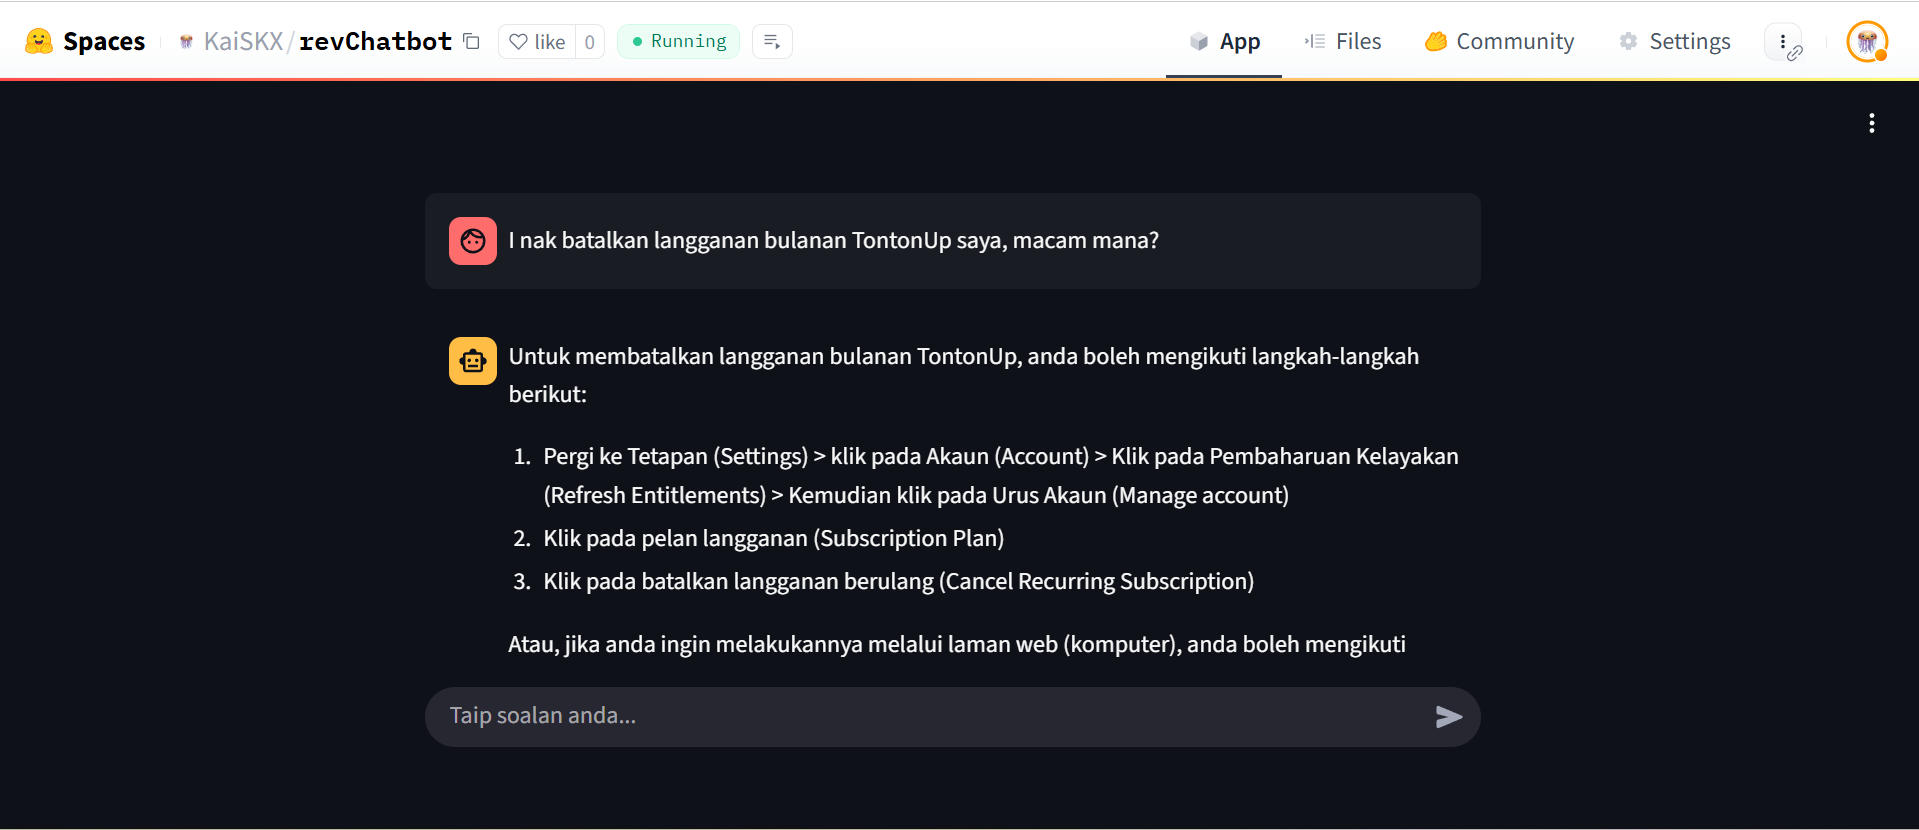 Spaces KaiSKX/revChatbot like 0 Running App Files Community Settings
I nak batalkan langganan bulanan TontonUp saya, macam mana?
Untuk membatalkan langganan bulanan TontonUp, anda boleh mengikuti langkah-langkah
berikut:
1. Pergi ke Tetapan (Settings) > klik pada Akaun (Account) > Klik pada Pembaharuan Kelayakan
(Refresh Entitlements) > Kemudian klik pada Urus Akaun (Manage account)
2. Klik pada pelan langganan (Subscription Plan)
3. Klik pada batalkan langganan berulang (Cancel Recurring Subscription)
Atau, jika anda ingin melakukannya melalui laman web (komputer), anda boleh mengikuti
Taip soalan anda...